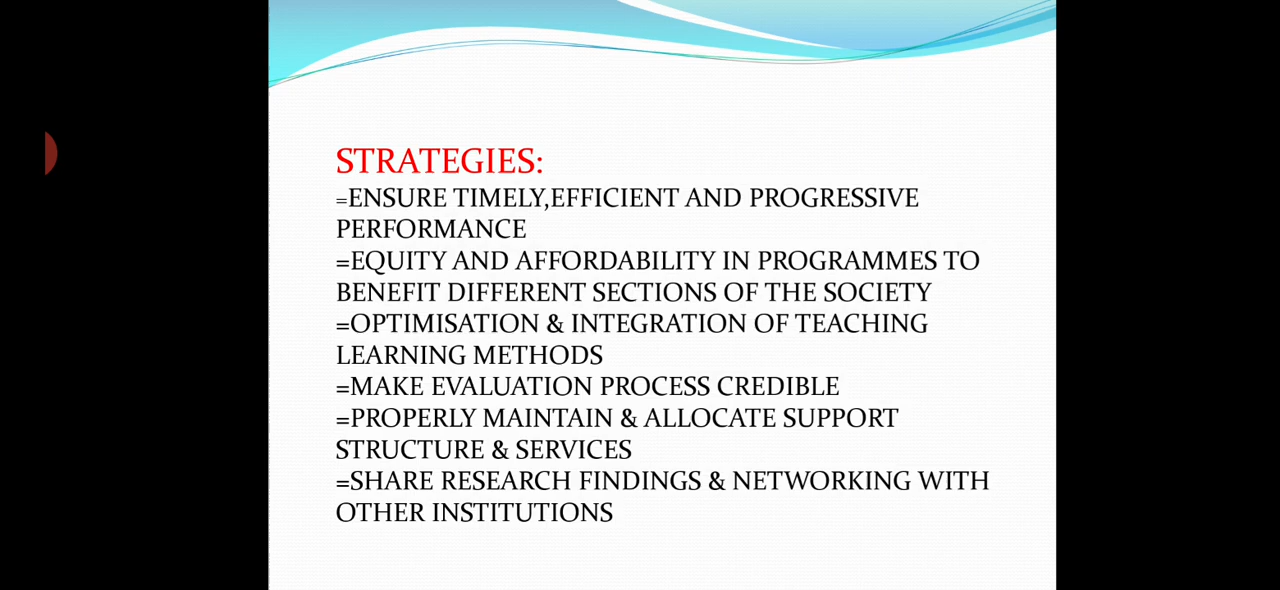 STRATEGIES:
=ENSURE TIMELY,EFFICIENT AND PROGRESSIVE
PERFORMANCE
=EQUITY AND AFFORDABILITY IN PROGRAMMES TO
BENEFIT DIFFERENT SECTIONS OF THE SOCIETY
=OPTIMISATION & INTEGRATION OF TEACHING
LEARNING METHODS
=MAKE EVALUATION PROCESS CREDIBLE
=PROPERLY MAINTAIN & ALLOCATE SUPPORT
STRUCTURE & SERVICES
=SHARE RESEARCH FINDINGS & NETWORKING WITH
OTHER INSTITUTIONS